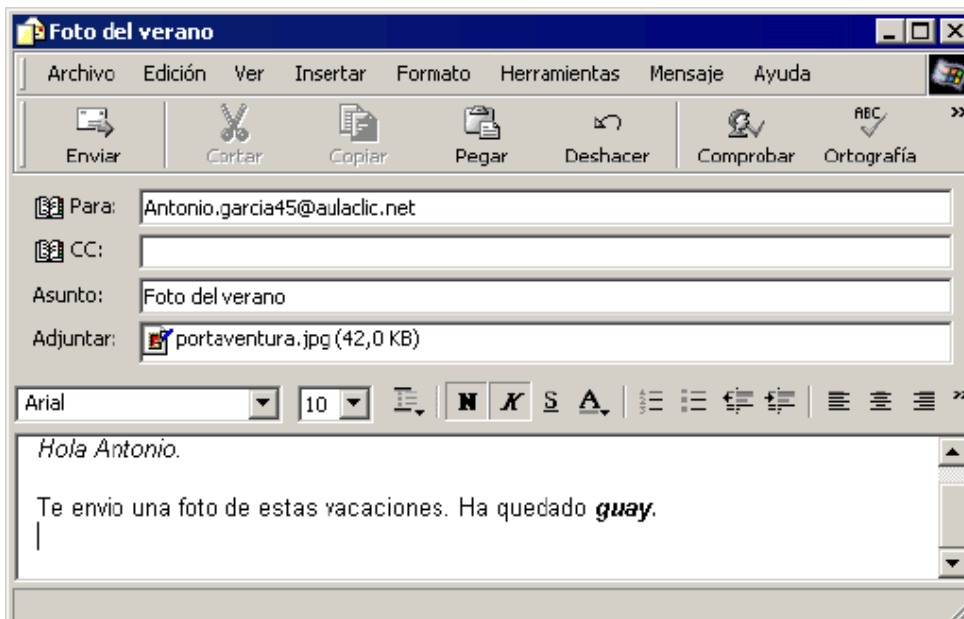 Foto del verano
Archivo Edición Ver Insertar Formato Herramientas Mensaje Ayuda
Enviar Cortar Copiar Pegar Deshacer Comprobar ABC Ortografía
Para: Antonio.garcia45@aulaclic.net
CC:
Asunto: Foto del verano
Adjuntar: portaventura.jpg (42,0 KB)
Arial 10 N K S A
Hola Antonio.
Te envio una foto de estas vacaciones. Ha quedado guay.